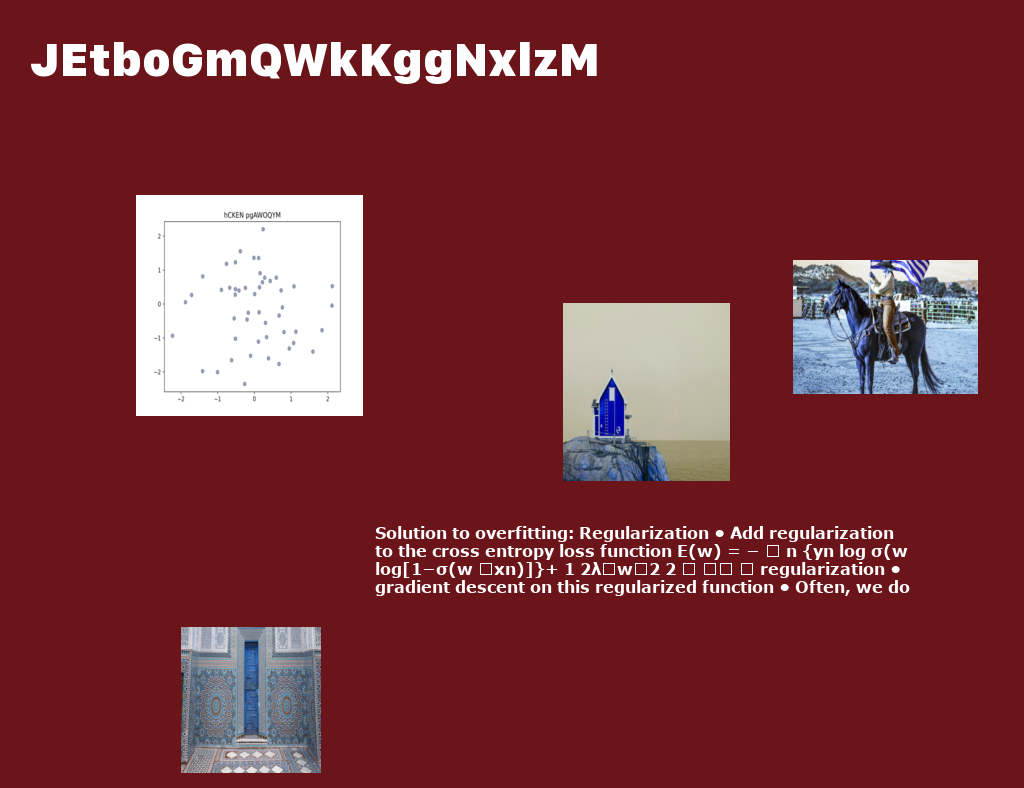 JEtboGmQWkKggNxlzM
hCKEN pgAWOQYM
2
1
0
−1
−2
−2 −1 0 1 2
Solution to overfitting: Regularization • Add regularization
to the cross entropy loss function E(w) = − □ n {yn log σ(w
log[1−σ(w □xn)]}+ 1 2λ□w□2 2 □ □□ □ regularization •
gradient descent on this regularized function • Often, we do